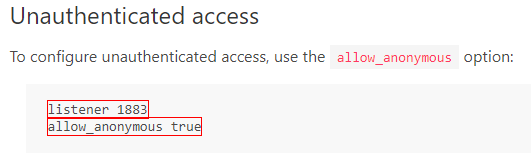 Unauthenticated access
To configure unauthenticated access, use the allow_anonymous option:
listener 1883
allow_anonymous true